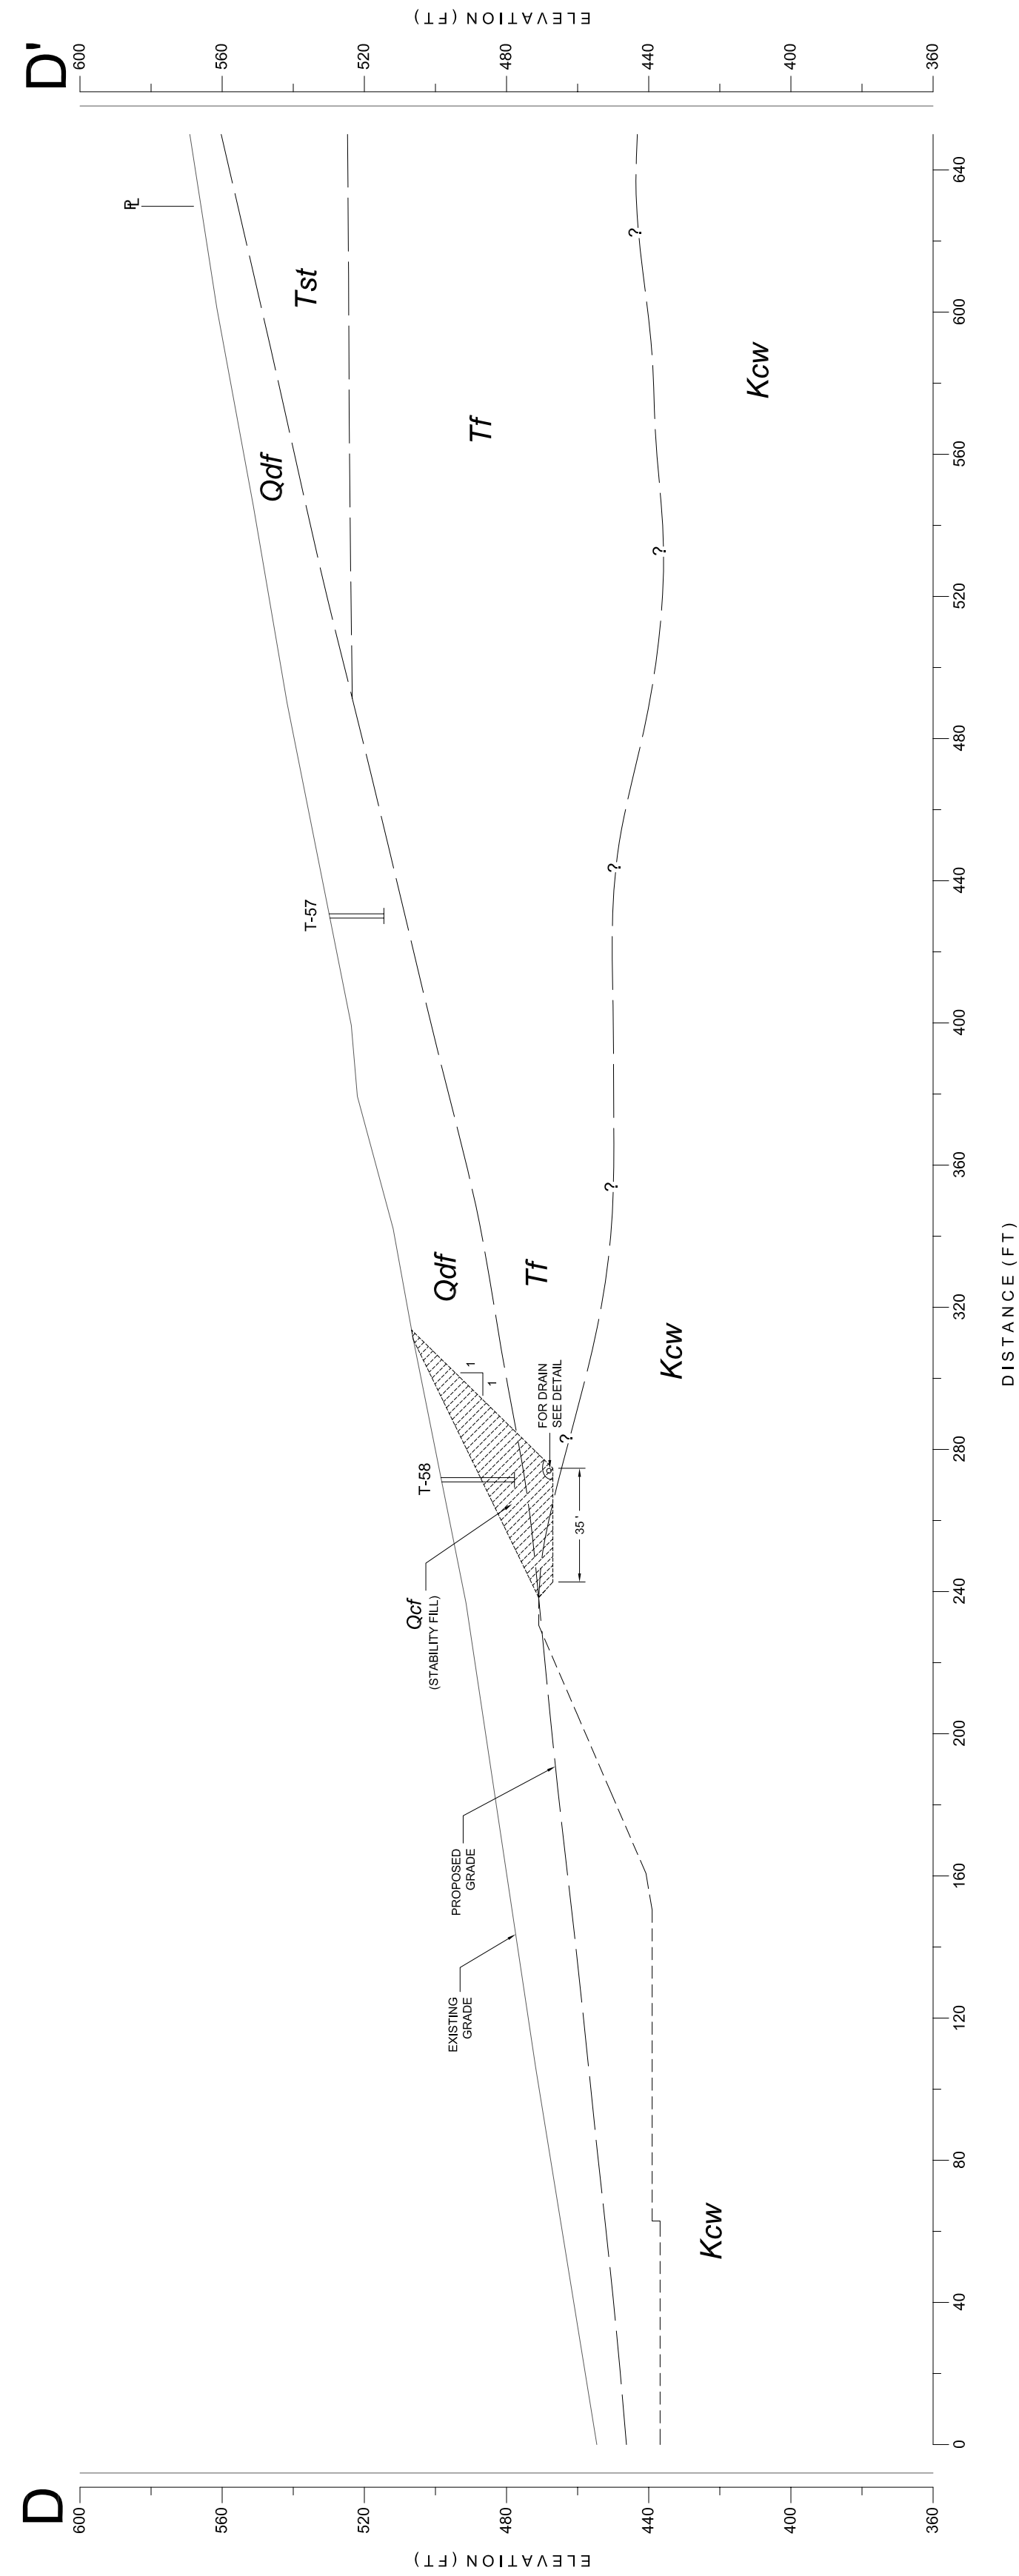 D
D'
ELEVATION (FT)
600
560
520
480
440
400
360
ELEVATION (FT)
600
560
520
480
440
400
360
PL
Tst
Qdf
Tf
Kcw
T-57
Qdf
Tf
Kcw
1
1
FOR DRAIN
SEE DETAIL
T-58
35'
Qcf
(STABILITY FILL)
PROPOSED
GRADE
EXISTING
GRADE
Kcw
?
?
?
?
?
0
40
80
120
160
200
240
280
320
360
400
440
480
520
560
600
640
DISTANCE (FT)